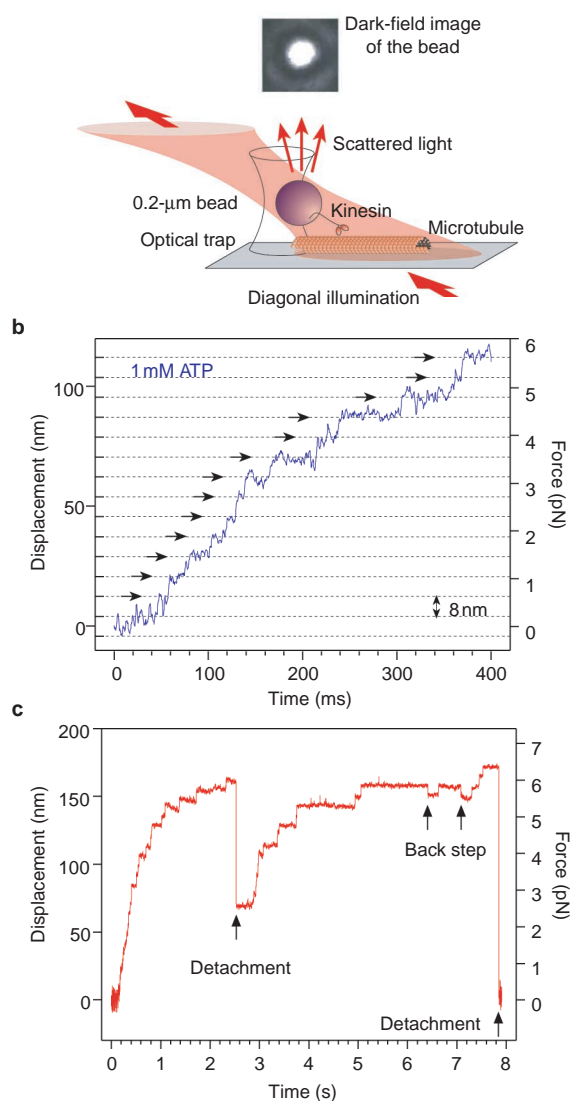 Dark-field image
of the bead
Scattered light
0.2-μm bead
Kinesin
Microtubule
Optical trap
Diagonal illumination
b
1 mM ATP
Displacement (nm)
100
50
0
Force (pN)
6
5
4
3
2
1
0
8 nm
0
100
200
300
400
Time (ms)
c
Displacement (nm)
200
150
100
50
0
Force (pN)
7
6
5
4
3
2
1
0
Back step
Detachment
Detachment
0
1
2
3
4
5
6
7
8
Time (s)